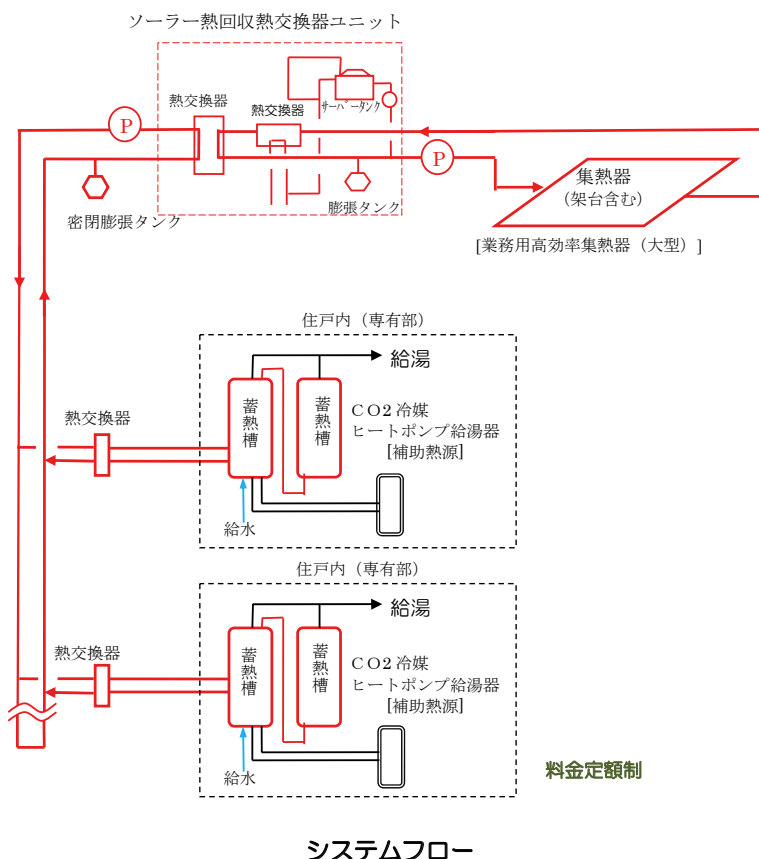 ソーラー熱回収熱交換器ユニット
熱交換器
熱交換器
サーバータンク
P
P
密閉膨張タンク
膨張タンク
集熱器
(架台含む)
[業務用高効率集熱器（大型）]
住戸内（専有部）
給湯
蓄熱槽
蓄熱槽
CO2冷媒
ヒートポンプ給湯器
[補助熱源]
熱交換器
給水
住戸内（専有部）
給湯
蓄熱槽
蓄熱槽
CO2冷媒
ヒートポンプ給湯器
[補助熱源]
熱交換器
給水
料金定額制
システムフロー